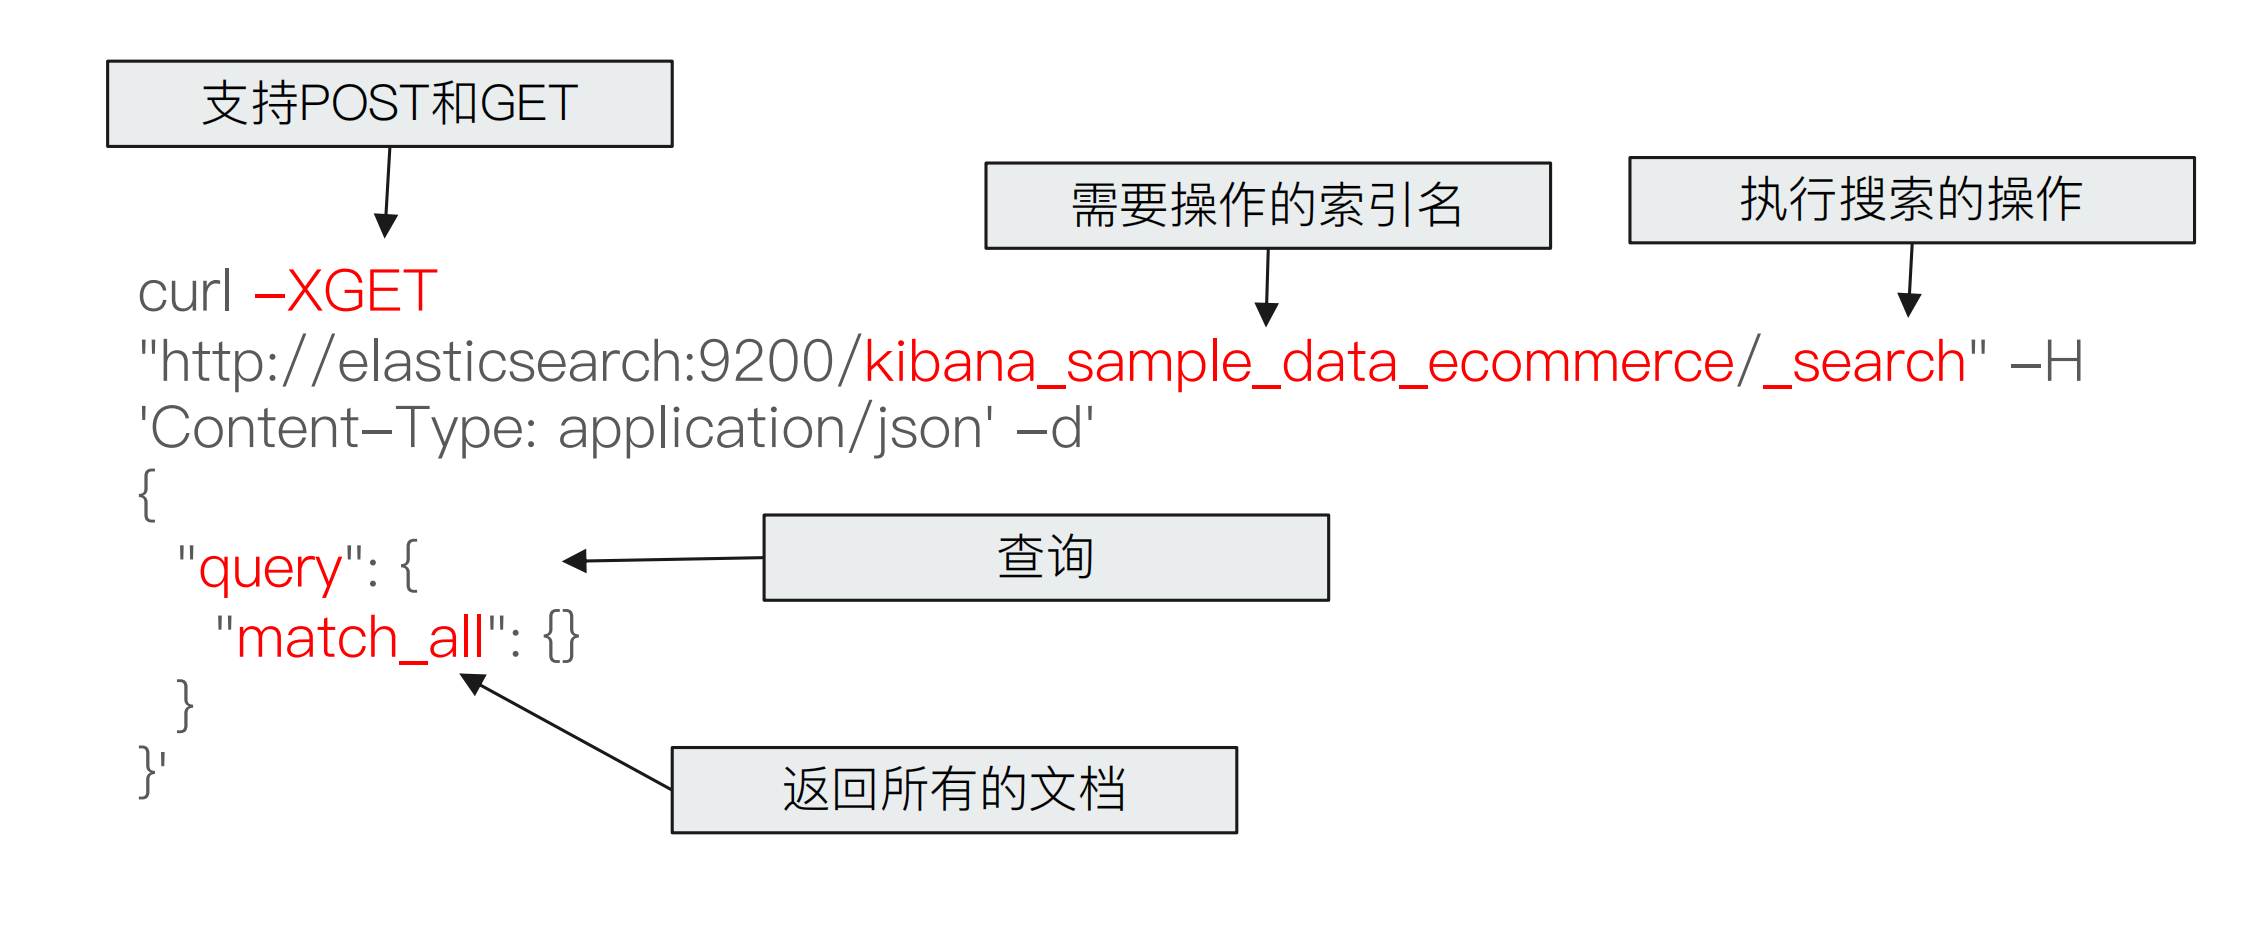 支持POST和GET
需要操作的索引名
执行搜索的操作
curl –XGET
"http://elasticsearch:9200/kibana_sample_data_ecommerce/_search" –H
'Content–Type: application/json' –d'
{
"query": {
查询
"match_all": {}
}
}'
返回所有的文档